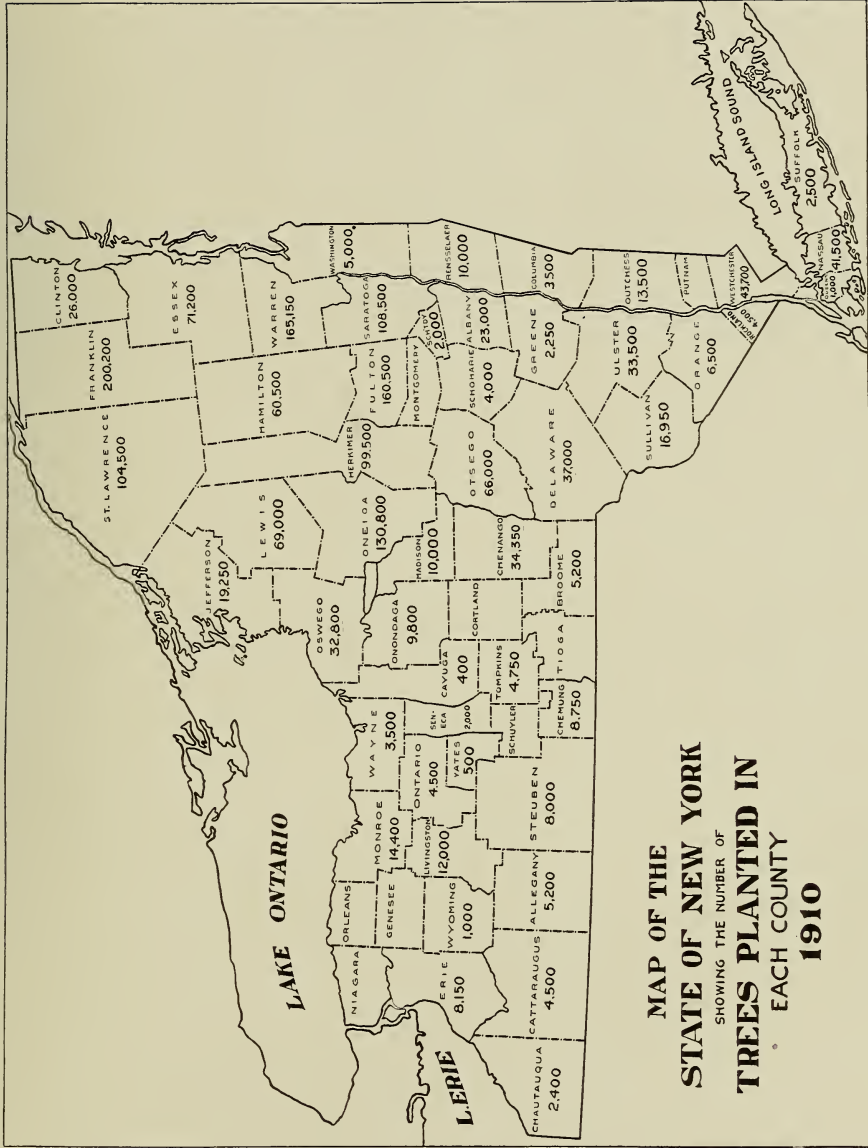 MAP OF THE
STATE OF NEW YORK
SHOWING THE NUMBER OF
TREES PLANTED IN
EACH COUNTY
1910
LAKE ONTARIO
L. ERIE
LONG ISLAND SOUND
CLINTON
26,000
FRANKLIN
200,200
ST. LAWRENCE
104,500
ESSEX
71,200
JEFFERSON
19,250
LEWIS
69,000
HAMILTON
60,500
WARREN
165,150
WASHINGTON
5,000
HERKIMER
99,500
FULTON
160,500
SARATOGA
108,500
OSWEGO
32,800
ONEIDA
130,800
MONTGOMERY
SCH'TDY
2,000
NIAGARA
ORLEANS
MONROE
14,400
WAYNE
3,500
ONONDAGA
9,800
MADISON
10,000
OTSEGO
66,000
SCHOHARIE
4,000
ALBANY
23,000
RENSSELAER
10,000
GENESEE
ERIE
8,150
WYOMING
1,000
LIVINGSTON
12,000
ONTARIO
4,500
YATES
500
SEN-
ECA
2,000
CAYUGA
400
CORTLAND
CHENANGO
34,350
GREENE
2,250
COLUMBIA
3,500
TOMPKINS
4,750
SCHUYLER
DELAWARE
37,000
CHAUTAUQUA
2,400
CATTARAUGUS
4,500
ALLEGANY
5,200
STEUBEN
8,000
CHEMUNG
8,750
TIOGA
BROOME
5,200
ULSTER
33,500
DUTCHESS
13,500
SULLIVAN
16,950
ORANGE
6,500
PUTNAM
ROCKLAND
4,500
WESTCHESTER
43,700
NASSAU
41,500
SUFFOLK
2,500